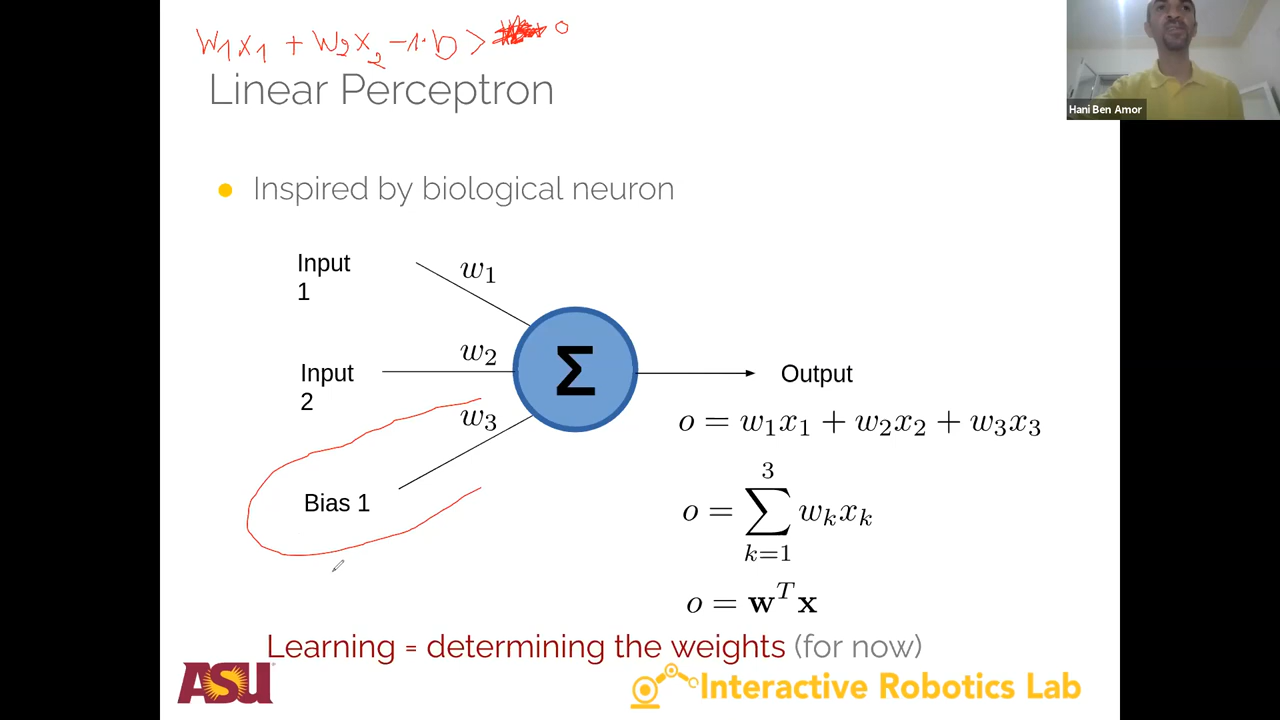 W1x1 + W2x2 - 1·b > 0
Linear Perceptron
Hani Ben Amor
● Inspired by biological neuron
Input
1
w1
Input
2
w2
w3
Bias 1
Σ
Output
o = w1x1 + w2x2 + w3x3
o = ∑_{k=1}^{3} wkxk
o = w^T x
Learning = determining the weights (for now)
ASU
Interactive Robotics Lab